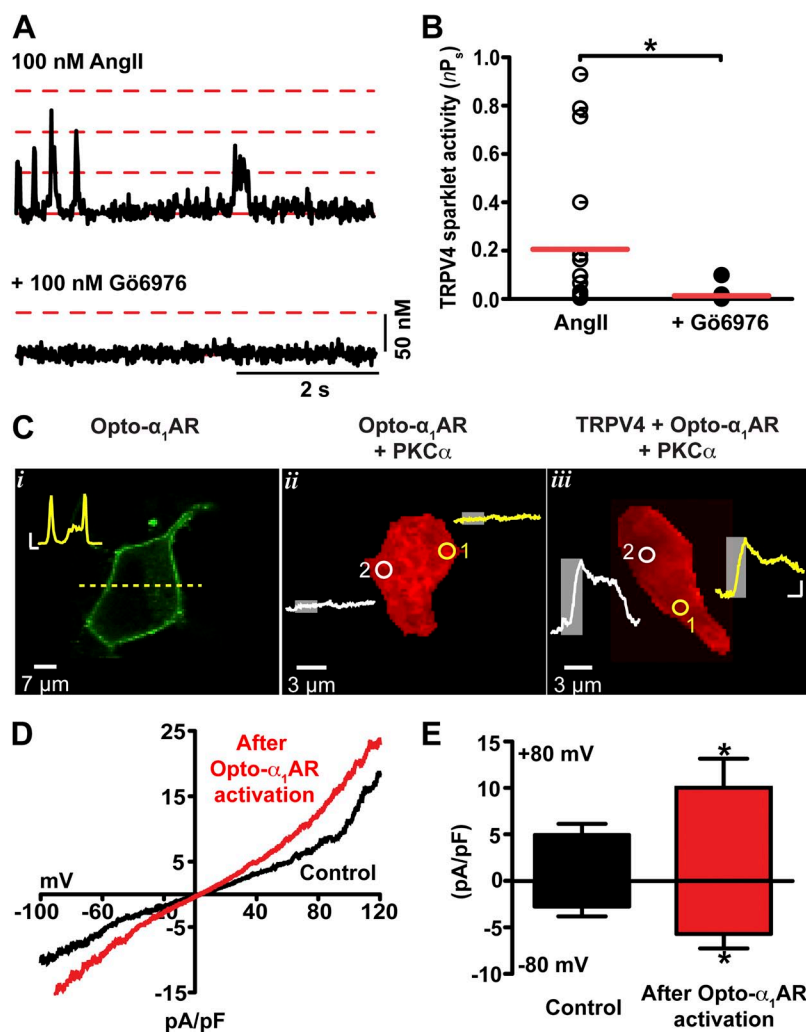 A
100 nM AngII
+ 100 nM Gö6976
50 nM
2 s
B
*
TRPV4 sparklet activity (nPₛ)
1.0
0.8
0.6
0.4
0.2
0.0
AngII
+ Gö6976
C
Opto-α₁AR
i
7 µm
Opto-α₁AR
+ PKCα
ii
2
1
3 µm
TRPV4 + Opto-α₁AR
+ PKCα
iii
2
1
3 µm
D
25
After
Opto-α₁AR
activation
15
5
mV
Control
-100
-60
-20
40
80
120
-15
pA/pF
E
15
10
5
0
-5
-10
(pA/pF)
+80 mV
-80 mV
*
*
Control
After Opto-α₁AR
activation